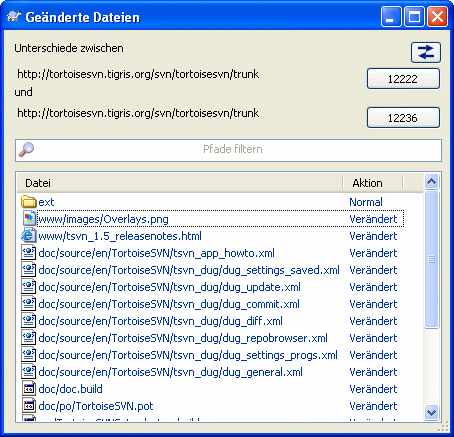 Geänderte Dateien
Unterschiede zwischen
http://tortoisesvn.tigris.org/svn/tortoisesvn/trunk 12222
und
http://tortoisesvn.tigris.org/svn/tortoisesvn/trunk 12236
Pfade filtern
Datei Aktion
ext Normal
www/images/Overlays.png Verändert
www/tsvn_1.5_releasenotes.html Verändert
doc/source/en/TortoiseSVN/tsvn_app_howto.xml Verändert
doc/source/en/TortoiseSVN/tsvn_dug/dug_settings_saved.xml Verändert
doc/source/en/TortoiseSVN/tsvn_dug/dug_update.xml Verändert
doc/source/en/TortoiseSVN/tsvn_dug/dug_commit.xml Verändert
doc/source/en/TortoiseSVN/tsvn_dug/dug_diff.xml Verändert
doc/source/en/TortoiseSVN/tsvn_dug/dug_repobrowser.xml Verändert
doc/source/en/TortoiseSVN/tsvn_dug/dug_settings_progs.xml Verändert
doc/source/en/TortoiseSVN/tsvn_dug/dug_general.xml Verändert
doc/doc.build Verändert
doc/po/TortoiseSVN.pot Verändert